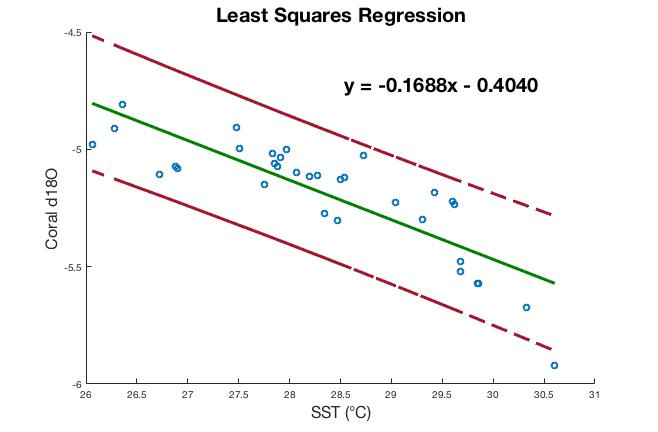 Least Squares Regression
y = -0.1688x - 0.4040
-4.5
-5
-5.5
-6
Coral d18O
26 26.5 27 27.5 28 28.5 29 29.5 30 30.5 31
SST (°C)